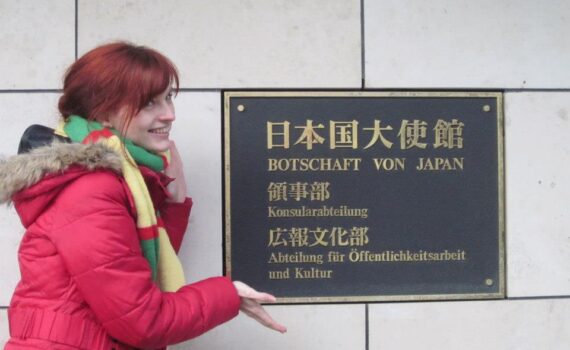 日本国大使館
BOTSCHAFT VON JAPAN
領事部
Konsularabteilung
広報文化部
Abteilung für Öffentlichkeitsarbeit
und Kultur